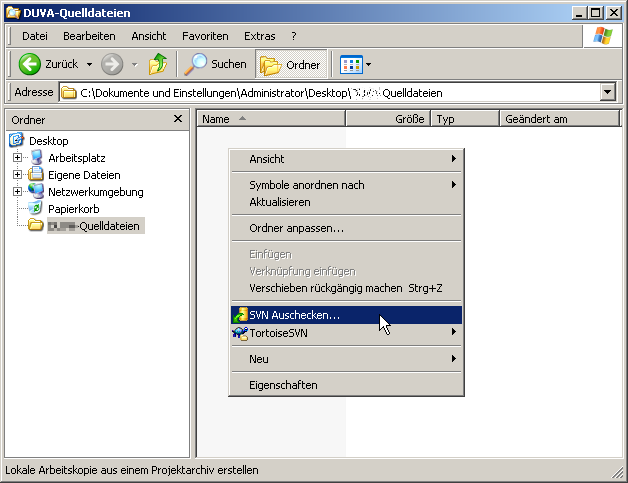 DUVA-Quelldateien
Datei Bearbeiten Ansicht Favoriten Extras ?
Zurück Suchen Ordner
Adresse C:\Dokumente und Einstellungen\Administrator\Desktop\ -Quelldateien
Ordner
Name Größe Typ Geändert am
Desktop
Arbeitsplatz
Eigene Dateien
Netzwerkumgebung
Papierkorb
-Quelldateien
Ansicht
Symbole anordnen nach
Aktualisieren
Ordner anpassen...
Einfügen
Verknüpfung einfügen
Verschieben rückgängig machen Strg+Z
SVN Auschecken...
TortoiseSVN
Neu
Eigenschaften
Lokale Arbeitskopie aus einem Projektarchiv erstellen